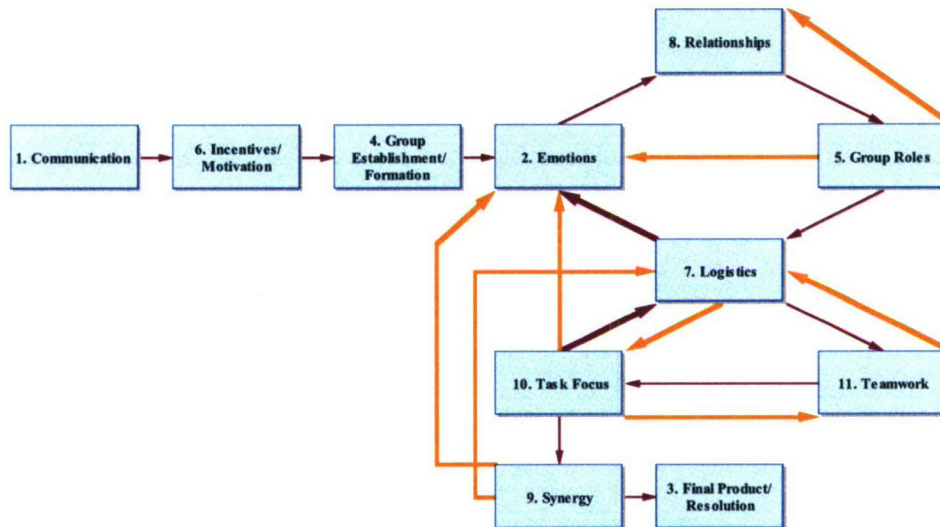 8. Relationships
1. Communication
6. Incentives/
Motivation
4. Group
Establishment/
Formation
2. Emotions
5. Group Roles
7. Logistics
10. Task Focus
11. Teamwork
9. Synergy
3. Final Product/
Resolution